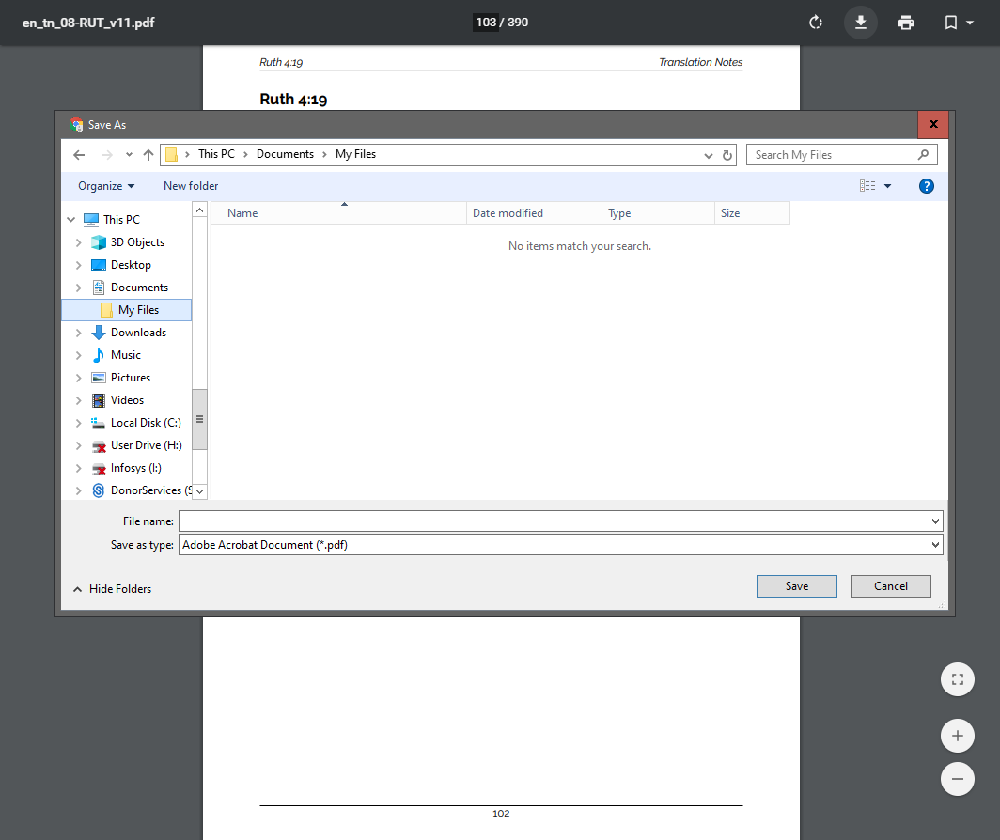 en_tn_08-RUT_v11.pdf
103 / 390
Ruth 4:19 Translation Notes
Ruth 4:19
Save As
x
This PC > Documents > My Files
Search My Files
Organize
New folder
?
Name Date modified Type Size
No items match your search.
This PC
3D Objects
Desktop
Documents
My Files
Downloads
Music
Pictures
Videos
Local Disk (C:)
User Drive (H:)
Infosys (I:)
DonorServices (S
File name:
Save as type: Adobe Acrobat Document (*.pdf)
Hide Folders
Save
Cancel
102